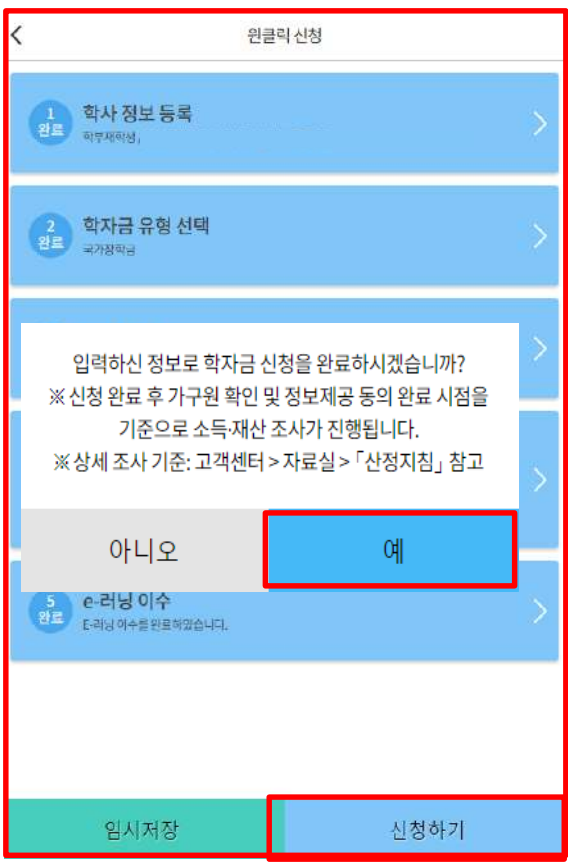 원클릭 신청
1
완료
학사 정보 등록
학부재학생,
2
완료
학자금 유형 선택
국가장학금
입력하신 정보로 학자금 신청을 완료하시겠습니까?
※ 신청 완료 후 가구원 확인 및 정보제공 동의 완료 시점을
기준으로 소득·재산 조사가 진행됩니다.
※ 상세 조사 기준: 고객센터 > 자료실 > 「산정지침」 참고
아니오
예
5
완료
e-러닝 이수
E-러닝 이수를 완료하였습니다.
임시저장
신청하기